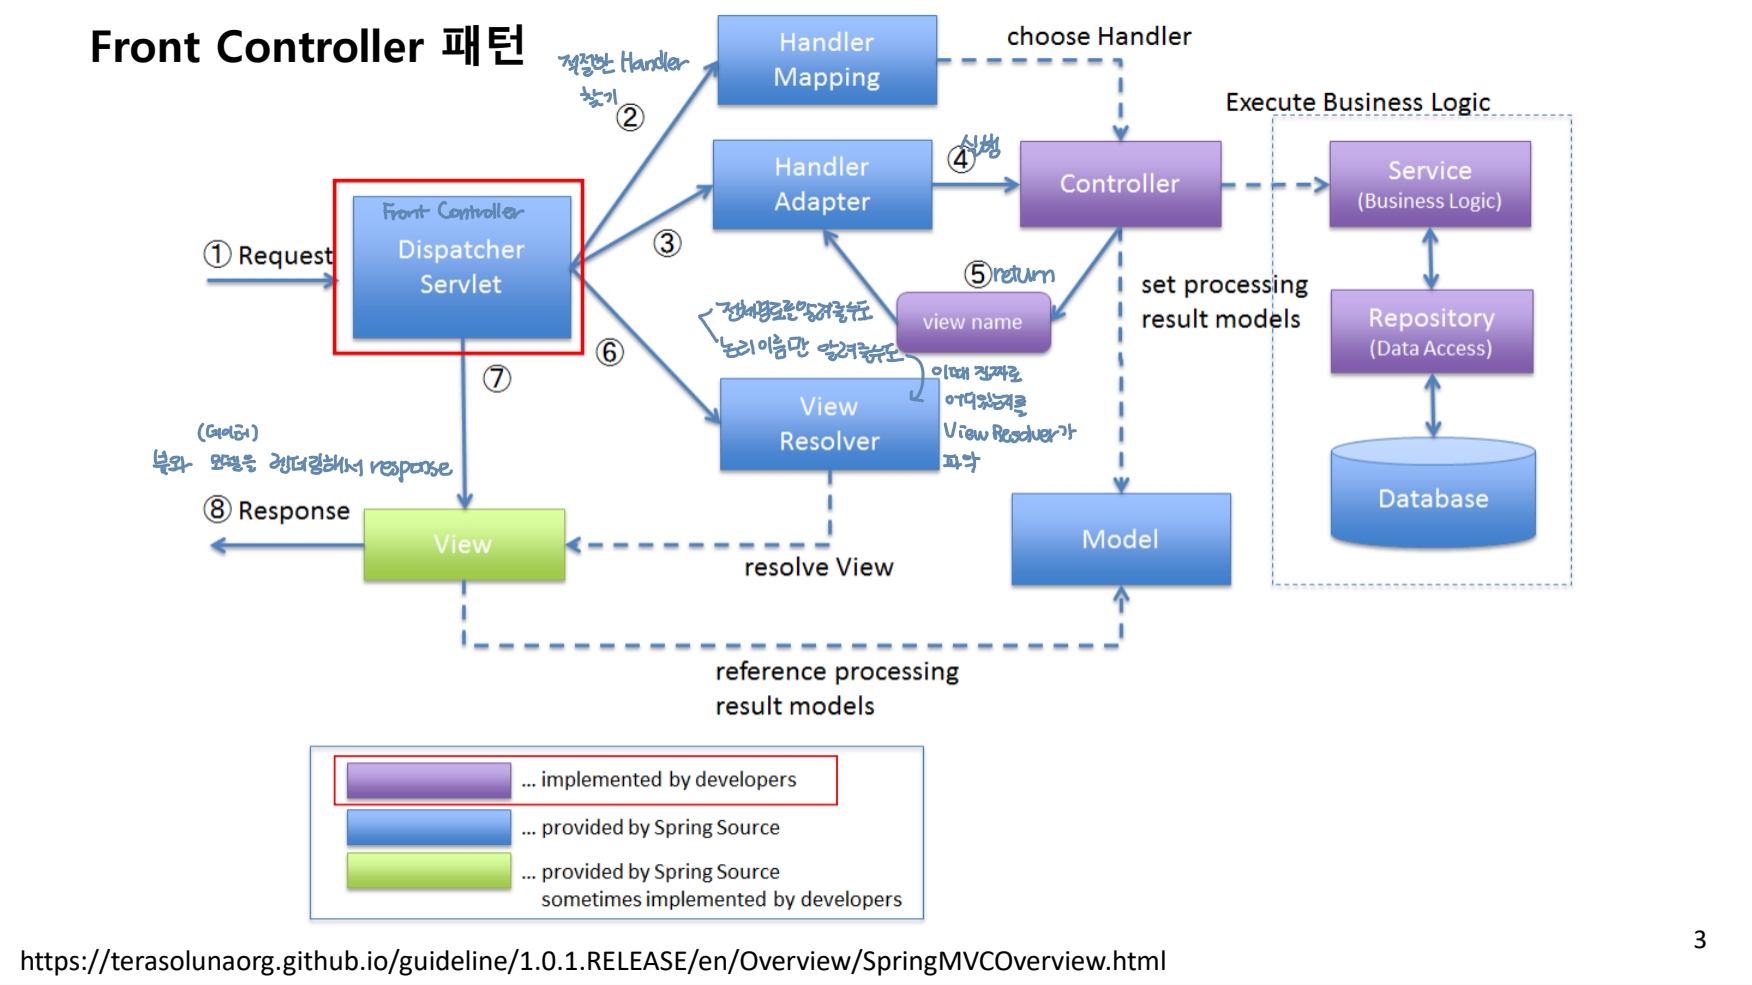 Front Controller 패턴
적절한 Handler
찾기
②
Handler
Mapping
choose Handler
Execute Business Logic
Handler
Adapter
④
실행
Controller
Service
(Business Logic)
Front Controller
Dispatcher
Servlet
① Request
③
⑤ return
view name
set processing
result models
Repository
(Data Access)
전체경로를 알려줄수도
논리이름만 알려줄수도
⑥
⑦
이때 진짜로
어디있는지를
View Resolver가
파악
View
Resolver
(데이터)
뷰와 모델을 렌더링해서 response
⑧ Response
View
resolve View
Model
Database
reference processing
result models
... implemented by developers
... provided by Spring Source
... provided by Spring Source
sometimes implemented by developers
3
https://terasolunaorg.github.io/guideline/1.0.1.RELEASE/en/Overview/SpringMVCOverview.html